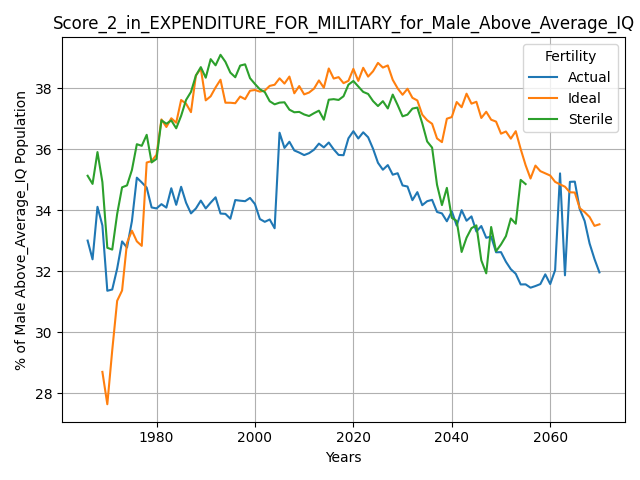 Score_2_in_EXPENDITURE_FOR_MILITARY_for_Male_Above_Average_IQ
Fertility
Actual
Ideal
Sterile
% of Male Above_Average_IQ Population
38
36
34
32
30
28
1980
2000
2020
2040
2060
Years